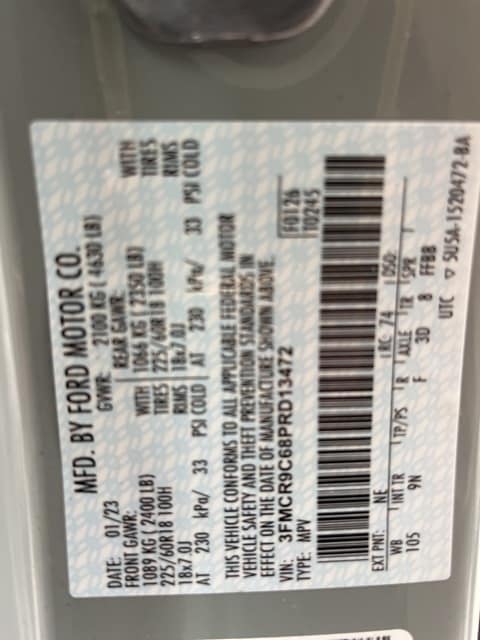 MFD. BY FORD MOTOR CO.
DATE: 01/23 GVWR: 2100 KG ( 4630 LB)
FRONT GAWR: REAR GAWR:
1089 KG ( 2400 LB) WITH 1066 KG ( 2350 LB) WITH
225/60R18 100H TIRES 225/60R18 100H TIRES
18x7.0J RIMS 18x7.0J RIMS
AT 230 kPa/ 33 PSI COLD AT 230 kPa/ 33 PSI COLD
THIS VEHICLE CONFORMS TO ALL APPLICABLE FEDERAL MOTOR
VEHICLE SAFETY AND THEFT PREVENTION STANDARDS IN
EFFECT ON THE DATE OF MANUFACTURE SHOWN ABOVE.
VIN: 3FMCR9C68PRD13472 F0126
TYPE: MPV T0245
EXT PNT: NE RC: 74 DSO:
WB INT TR TP/PS R AXLE TR SPR
105 9N F 3D 8 FFBB
UTC ▽ 5U5A-1520472-BA